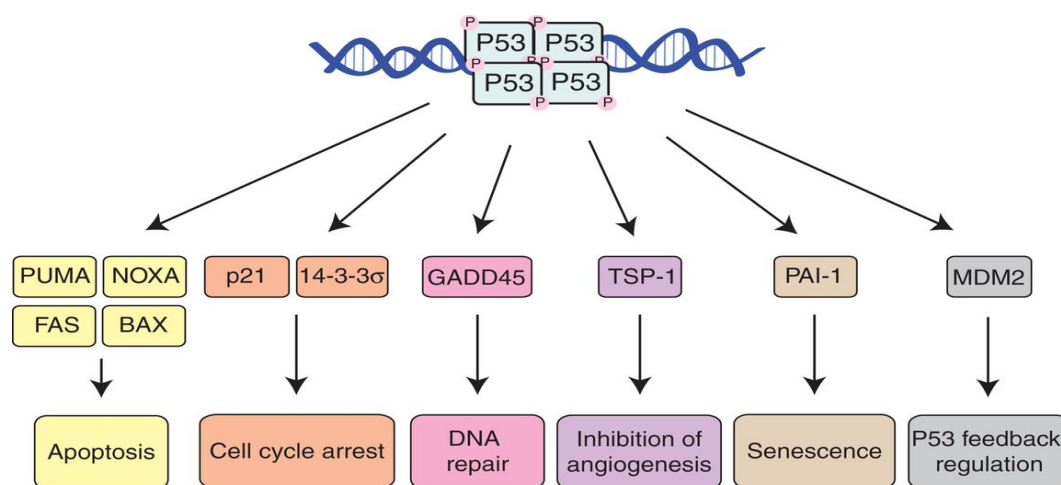 P P
P53 P53
P P P P
P53 P53
P P
PUMA NOXA p21 14-3-3σ GADD45 TSP-1 PAI-1 MDM2
FAS BAX
Apoptosis
Cell cycle arrest
DNA
repair
Inhibition of
angiogenesis
Senescence
P53 feedback
regulation